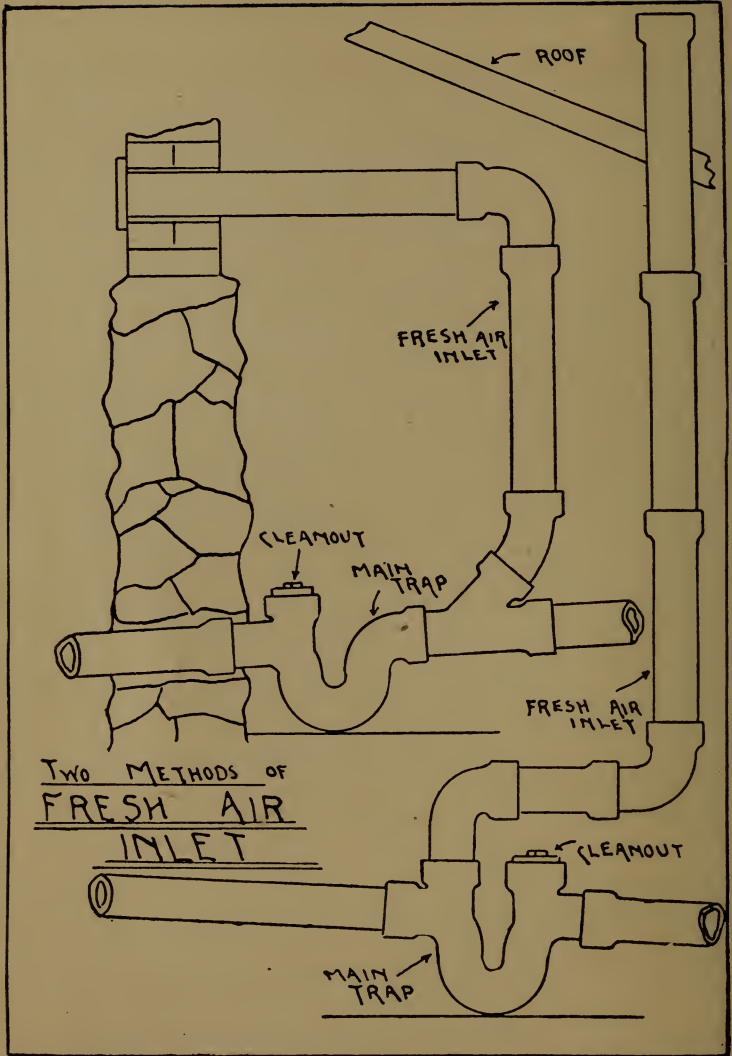 ROOF
FRESH AIR
INLET
CLEANOUT
MAIN
TRAP
FRESH AIR
INLET
TWO METHODS OF
FRESH AIR
INLET
CLEANOUT
MAIN
TRAP